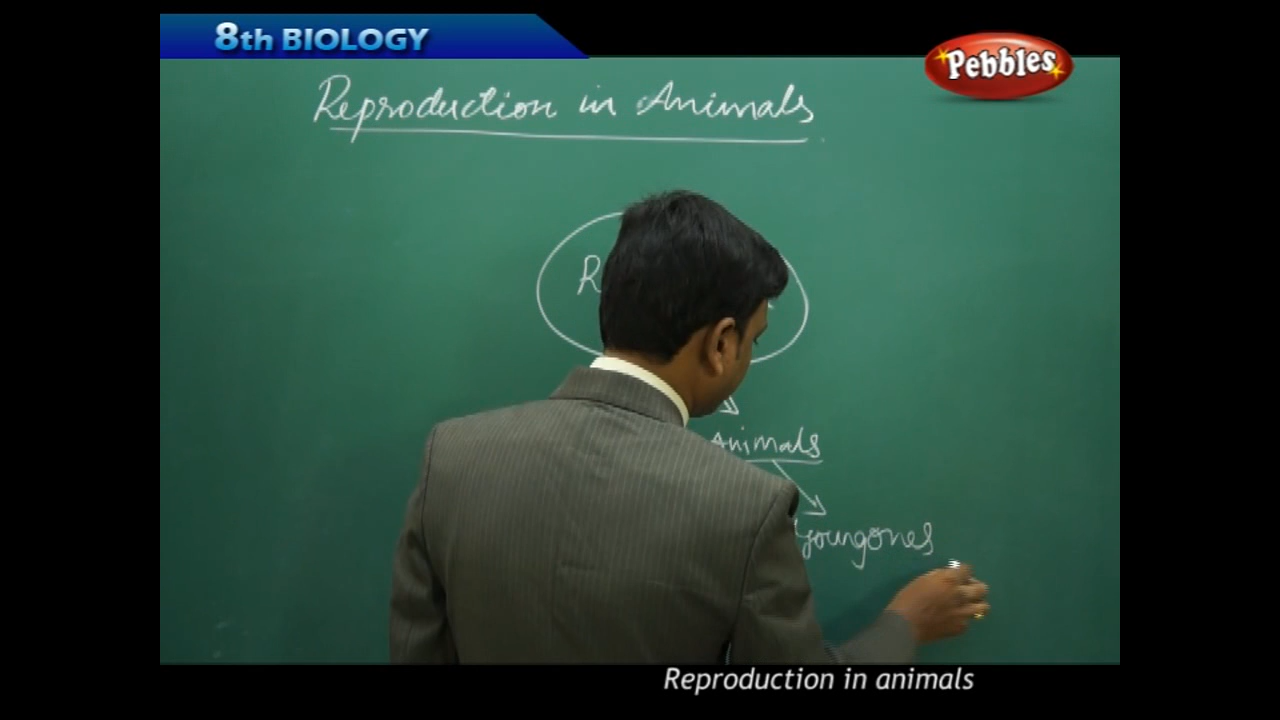 8th BIOLOGY
Pebbles
Reproduction in Animals
Animals
Youngones
Reproduction in animals